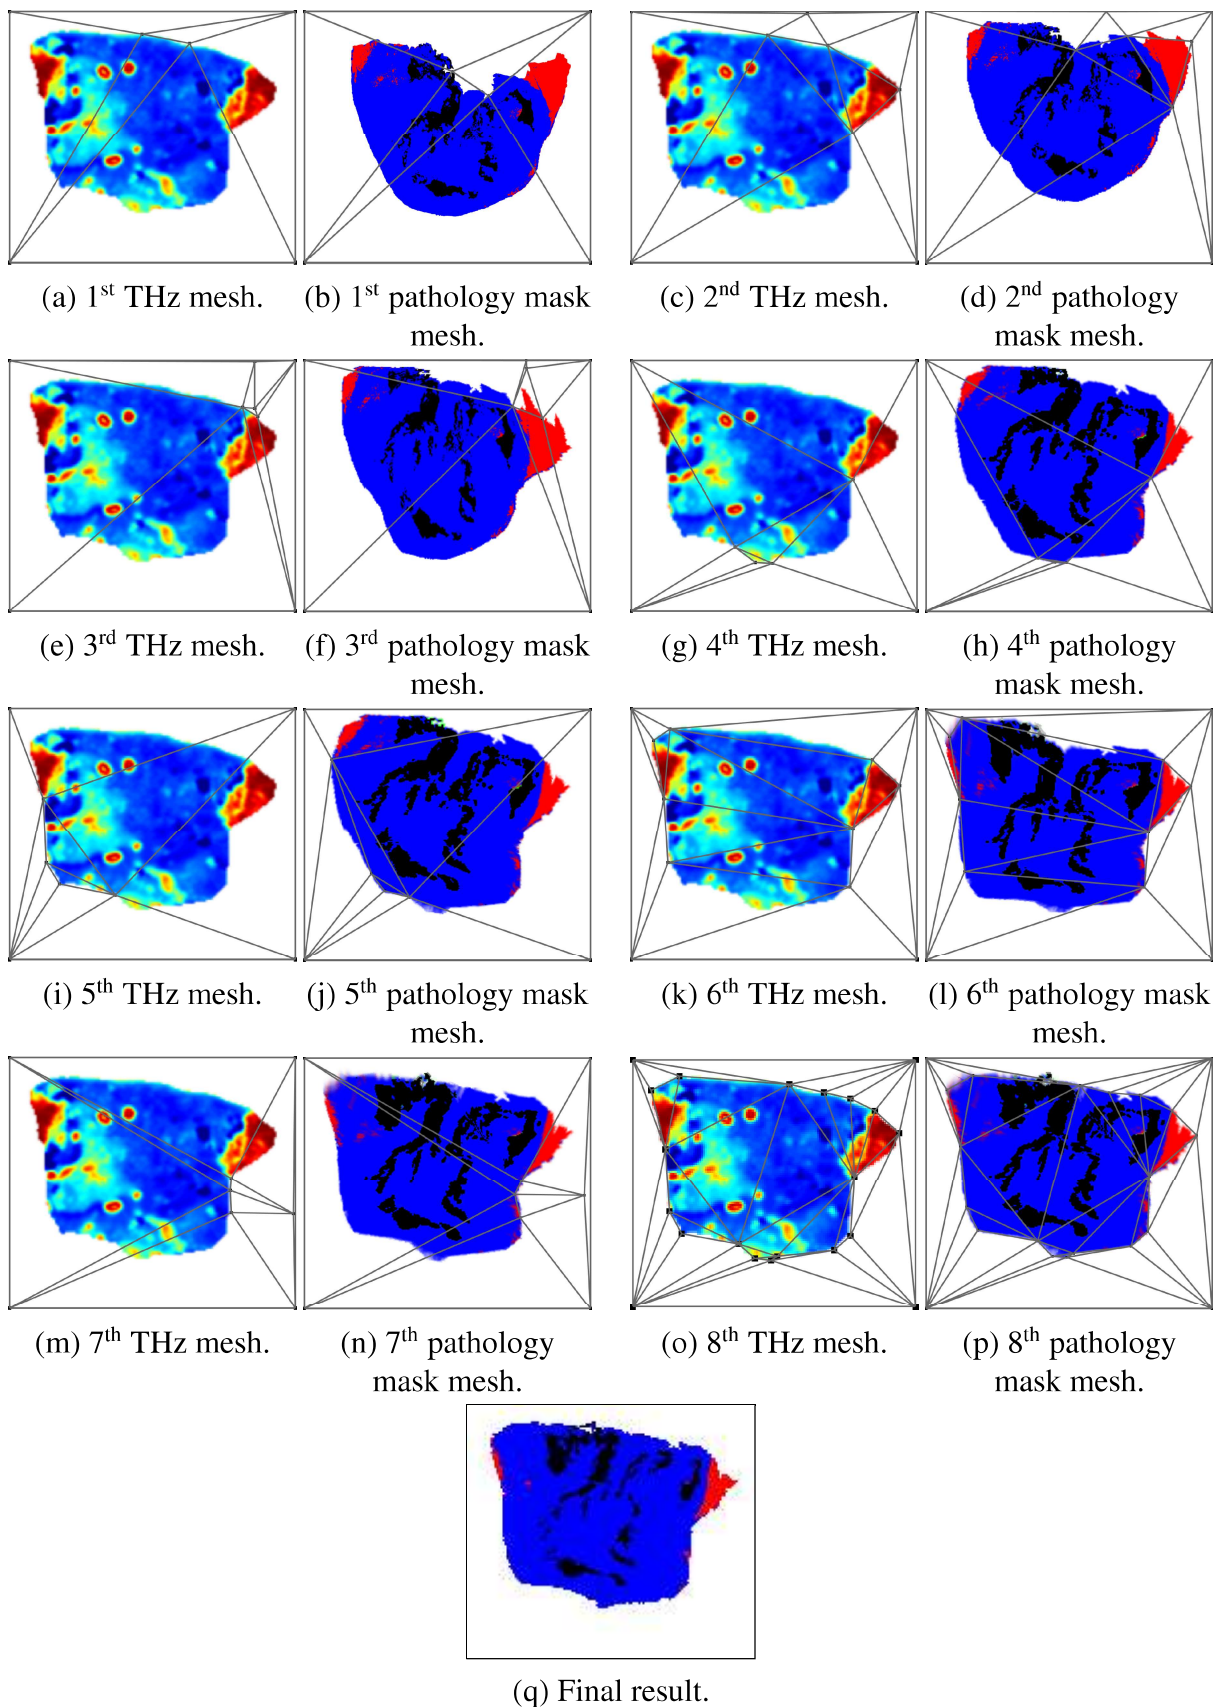 (a) 1st THz mesh. (b) 1st pathology mask (c) 2nd THz mesh. (d) 2nd pathology
mesh. mask mesh.
(e) 3rd THz mesh. (f) 3rd pathology mask (g) 4th THz mesh. (h) 4th pathology
mesh. mask mesh.
(i) 5th THz mesh. (j) 5th pathology mask (k) 6th THz mesh. (l) 6th pathology mask
mesh. mesh.
(m) 7th THz mesh. (n) 7th pathology (o) 8th THz mesh. (p) 8th pathology
mask mesh. mask mesh.
(q) Final result.